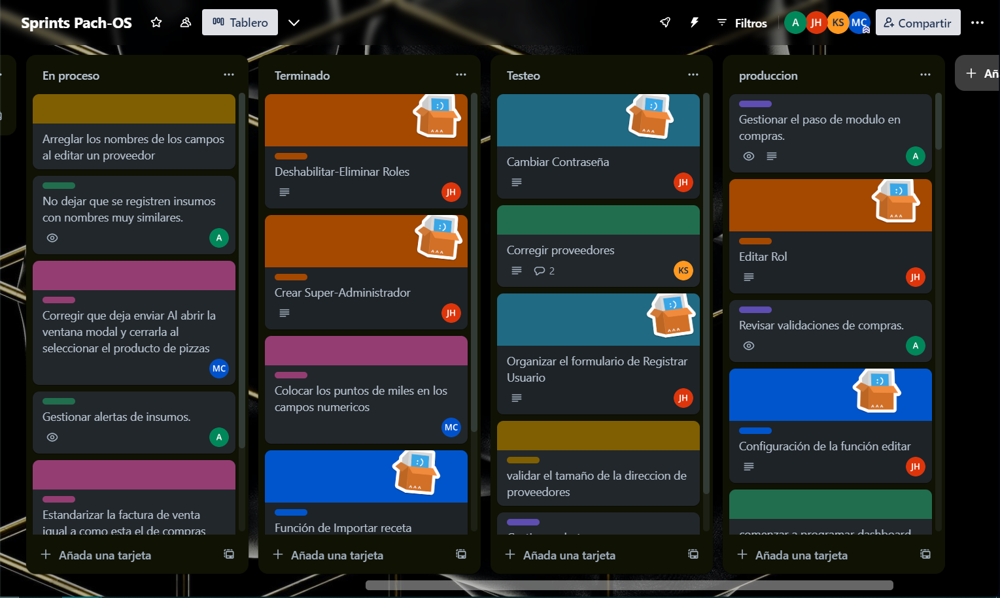 Sprints Pach-OS
Tablero
Filtros
A
JH
KS
MC
Compartir
En proceso
Arreglar los nombres de los campos
al editar un proveedor
No dejar que se registren insumos
con nombres muy similares.
A
Corregir que deja enviar Al abrir la
ventana modal y cerrarla al
seleccionar el producto de pizzas
MC
Gestionar alertas de insumos.
A
Estandarizar la factura de venta
igual a como esta el de compras
Añada una tarjeta
Terminado
:)
Deshabilitar-Eliminar Roles
JH
:)
Crear Super-Administrador
JH
Colocar los puntos de miles en los
campos numericos
MC
:)
Función de Importar receta
Añada una tarjeta
Testeo
:)
Cambiar Contraseña
JH
Corregir proveedores
2
KS
:)
Organizar el formulario de Registrar
Usuario
JH
validar el tamaño de la direccion de
proveedores
Añada una tarjeta
produccion
Gestionar el paso de modulo en
compras.
A
:)
Editar Rol
JH
Revisar validaciones de compras.
A
:)
Configuración de la función editar
JH
comenzar a programar dashboard
Añada una tarjeta
Añ